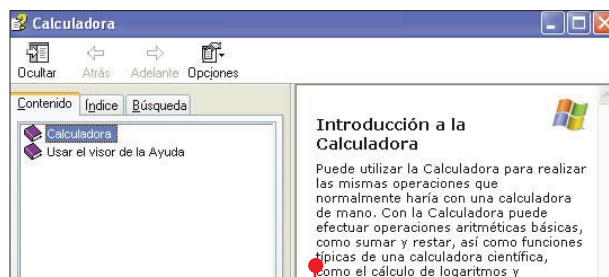 Calculadora
Ocultar Atrás Adelante Opciones
Contenido Índice Búsqueda
Calculadora
Usar el visor de la Ayuda
Introducción a la
Calculadora
Puede utilizar la Calculadora para realizar
las mismas operaciones que
normalmente haría con una calculadora
de mano. Con la Calculadora puede
efectuar operaciones aritméticas básicas,
como sumar y restar, así como funciones
típicas de una calculadora científica,
como el cálculo de logaritmos y